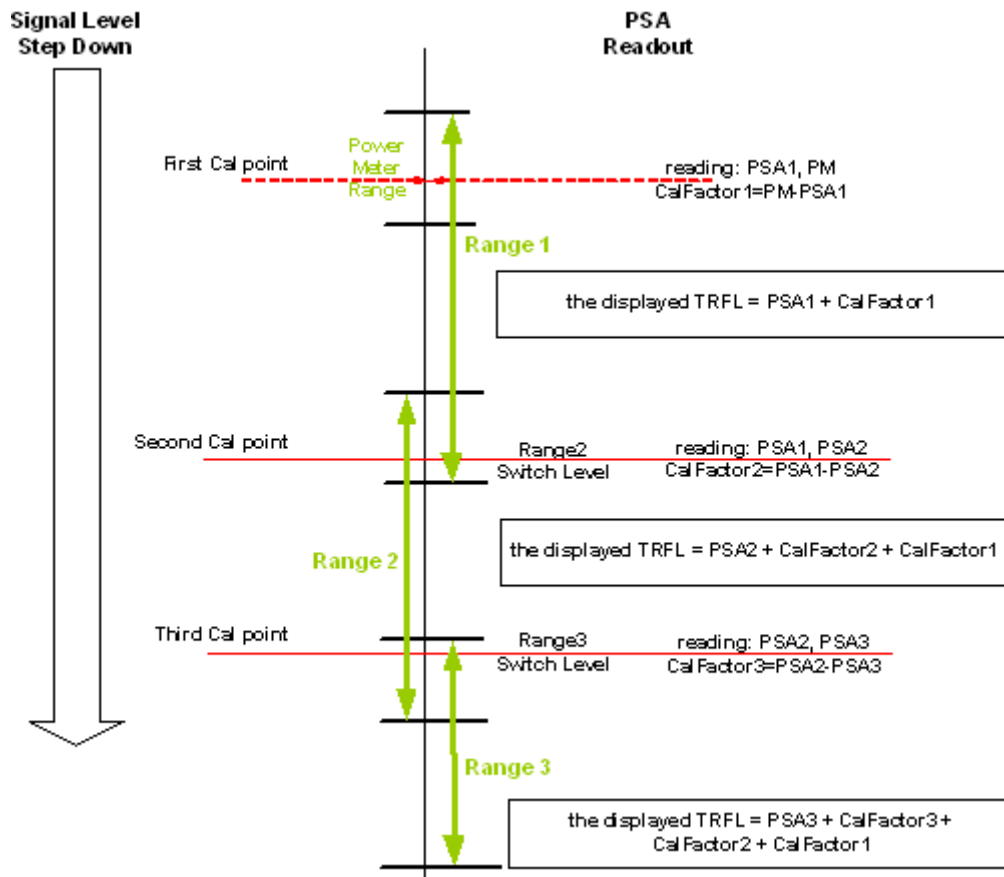 Signal Level
Step Down
PSA
Readout
Power
Meter
Range
First Cal point
reading: PSA1, PM
CalFactor1=PM-PSA1
Range 1
the displayed TRFL = PSA1 + CalFactor1
Second Cal point
Range2
Switch Level
reading: PSA1, PSA2
CalFactor2=PSA1-PSA2
Range 2
the displayed TRFL = PSA2 + CalFactor2 + CalFactor1
Third Cal point
Range3
Switch Level
reading: PSA2, PSA3
CalFactor3=PSA2-PSA3
Range 3
the displayed TRFL = PSA3 + CalFactor3 +
CalFactor2 + CalFactor1